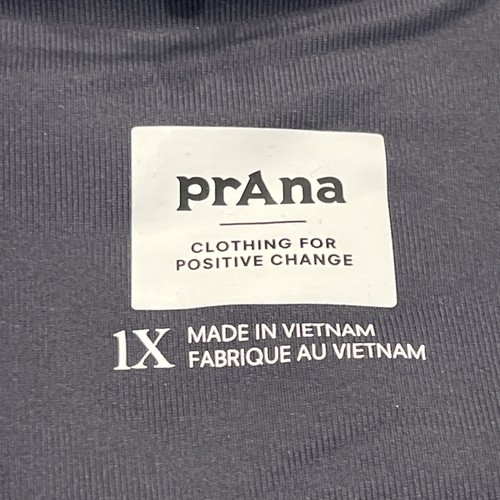 prAna
CLOTHING FOR
POSITIVE CHANGE
1X
MADE IN VIETNAM
FABRIQUE AU VIETNAM